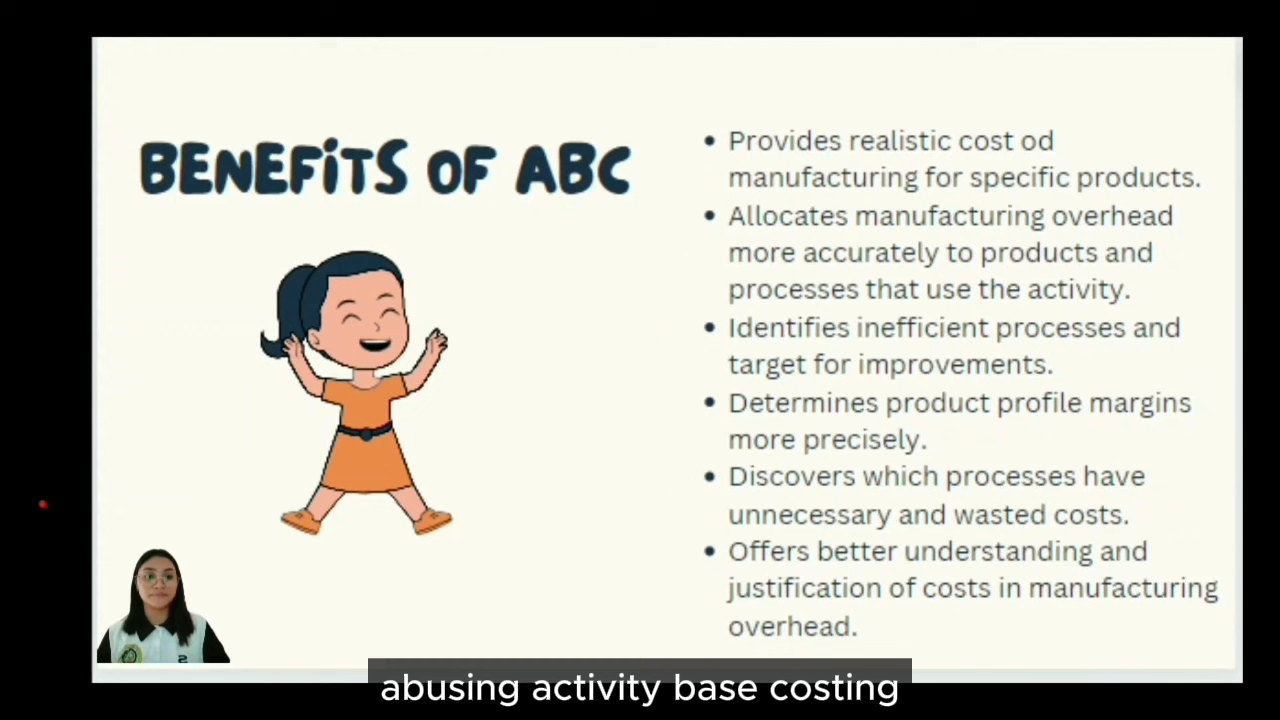 BENEFITS OF ABC
• Provides realistic cost od
manufacturing for specific products.
• Allocates manufacturing overhead
more accurately to products and
processes that use the activity.
• Identifies inefficient processes and
target for improvements.
• Determines product profile margins
more precisely.
• Discovers which processes have
unnecessary and wasted costs.
• Offers better understanding and
justification of costs in manufacturing
overhead.
abusing activity base costing